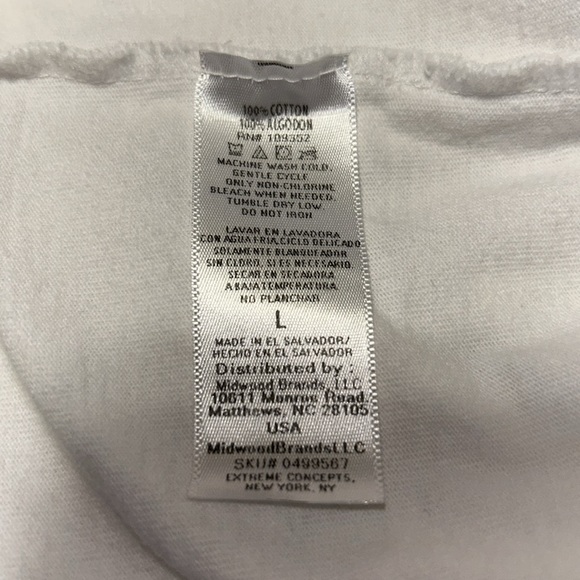 100% COTTON
100% ALGODON
RN# 109352
MACHINE WASH COLD,
GENTLE CYCLE
ONLY NON-CHLORINE
BLEACH WHEN NEEDED,
TUMBLE DRY LOW,
DO NOT IRON
LAVAR EN LAVADORA
CON AGUA FRIA, CICLO DELICADO
SOLAMENTE BLANQUEADOR
SIN CLORO, SI ES NECESARIO.
SECAR EN SECADORA
A BAJA TEMPERATURA
NO PLANCHAR
L
MADE IN EL SALVADOR/
HECHO EN EL SALVADOR
Distributed by :
Midwood Brands, LLC
10611 Monroe Road
Matthews, NC 28105
USA
MidwoodBrandsLLC
SKU# 0499567
EXTREME CONCEPTS,
NEW YORK, NY